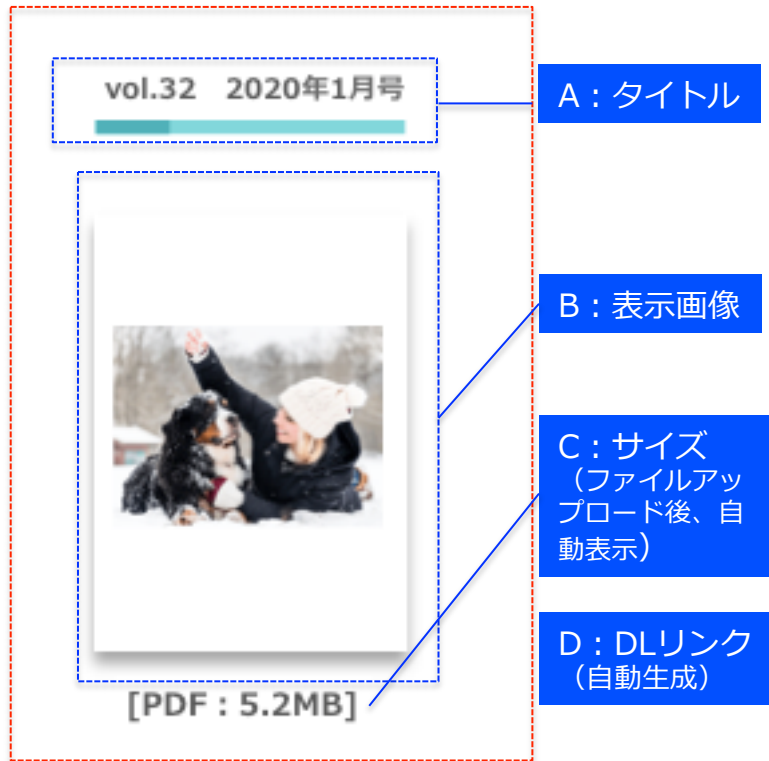 vol.32　2020年1月号
A：タイトル
B：表示画像
C：サイズ
（ファイルアッ
プロード後、自
動表示）
D：DLリンク
（自動生成）
[PDF：5.2MB]